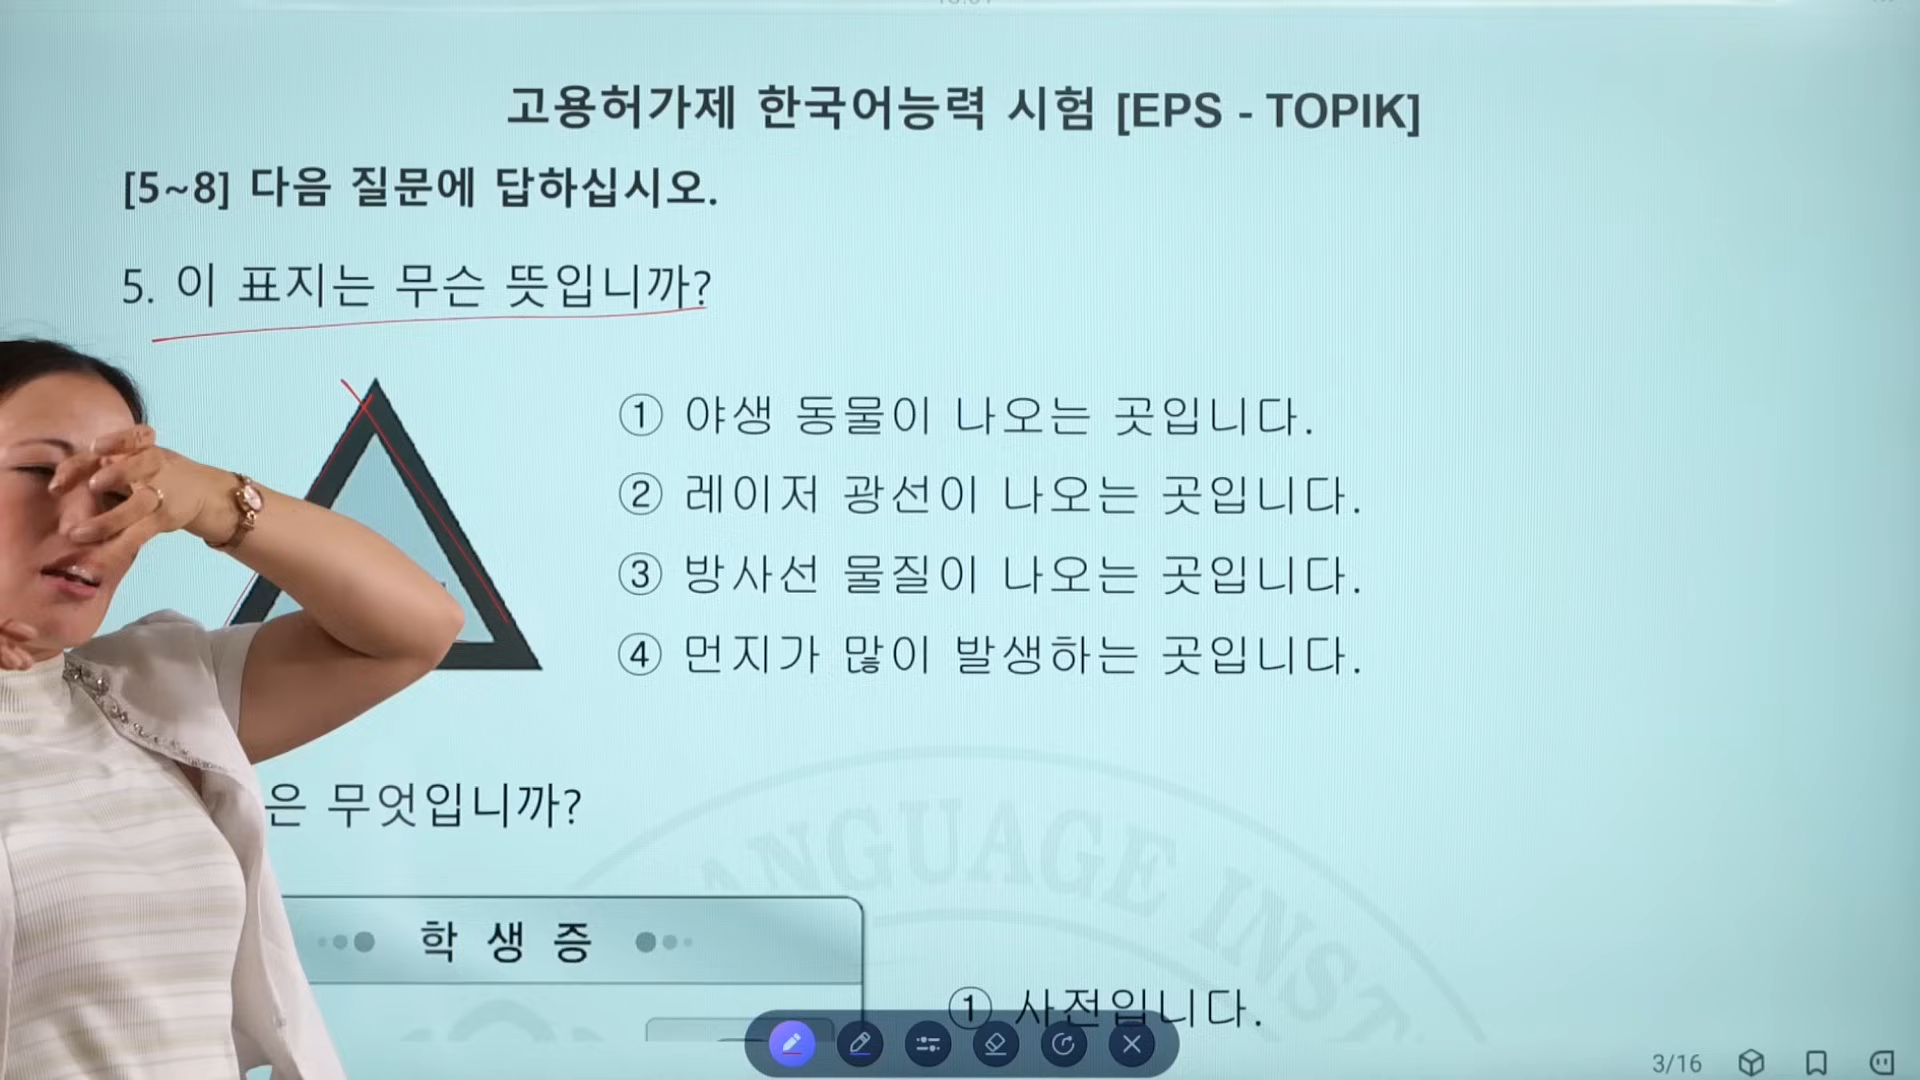 고용허가제 한국어능력 시험 [EPS - TOPIK]
[5~8] 다음 질문에 답하십시오.
5. 이 표지는 무슨 뜻입니까?
① 야생 동물이 나오는 곳입니다.
② 레이저 광선이 나오는 곳입니다.
③ 방사선 물질이 나오는 곳입니다.
④ 먼지가 많이 발생하는 곳입니다.
은 무엇입니까?
LANGUAGE INST
학 생 증
① 사전입니다.
3/16